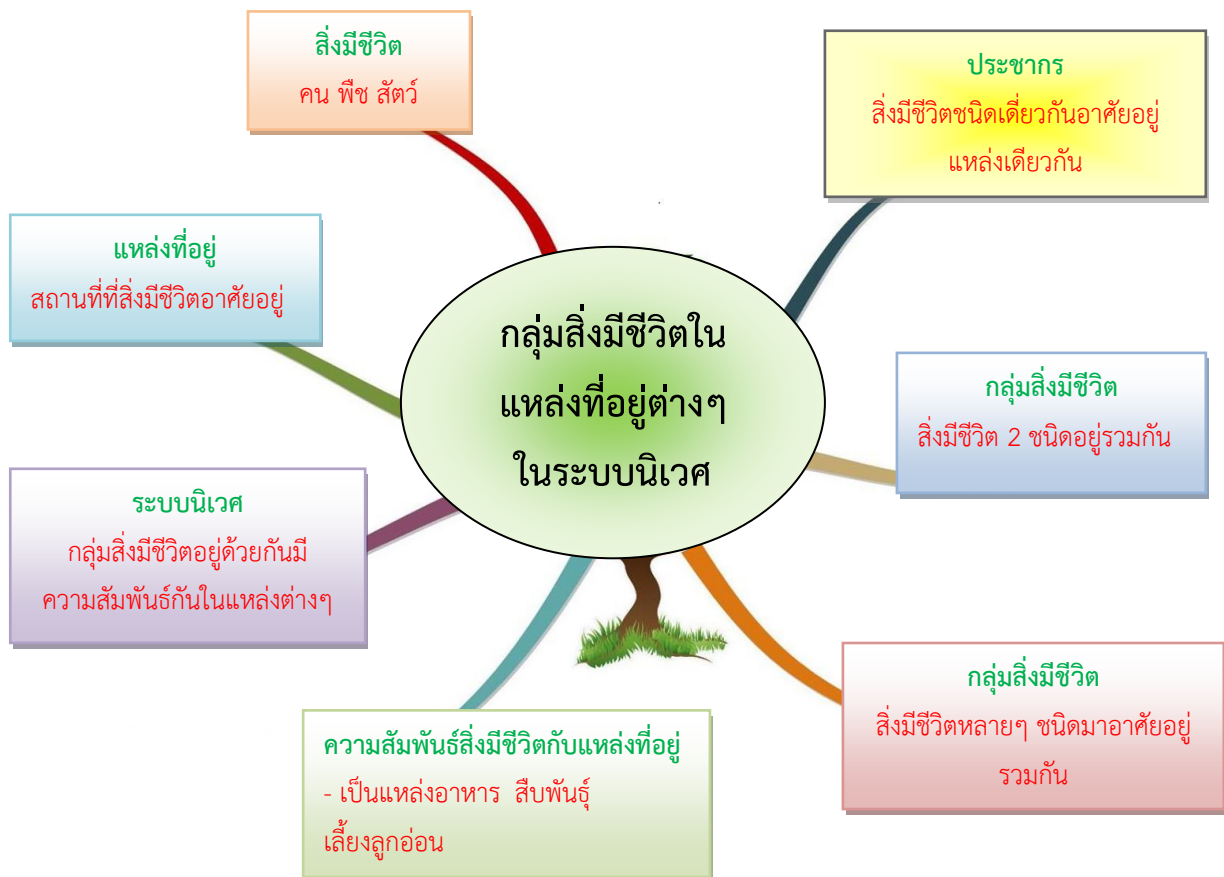 สิ่งมีชีวิต
คน พืช สัตว์
ประชากร
สิ่งมีชีวิตชนิดเดี่ยวกันอาศัยอยู่
แหล่งเดียวกัน
แหล่งที่อยู่
สถานที่ที่สิ่งมีชีวิตอาศัยอยู่
กลุ่มสิ่งมีชีวิตใน
แหล่งที่อยู่ต่างๆ
ในระบบนิเวศ
กลุ่มสิ่งมีชีวิต
สิ่งมีชีวิต 2 ชนิดอยู่รวมกัน
ระบบนิเวศ
กลุ่มสิ่งมีชีวิตอยู่ด้วยกันมี
ความสัมพันธ์กันในแหล่งต่างๆ
กลุ่มสิ่งมีชีวิต
สิ่งมีชีวิตหลายๆ ชนิดมาอาศัยอยู่
รวมกัน
ความสัมพันธ์สิ่งมีชีวิตกับแหล่งที่อยู่
- เป็นแหล่งอาหาร สืบพันธุ์
เลี้ยงลูกอ่อน